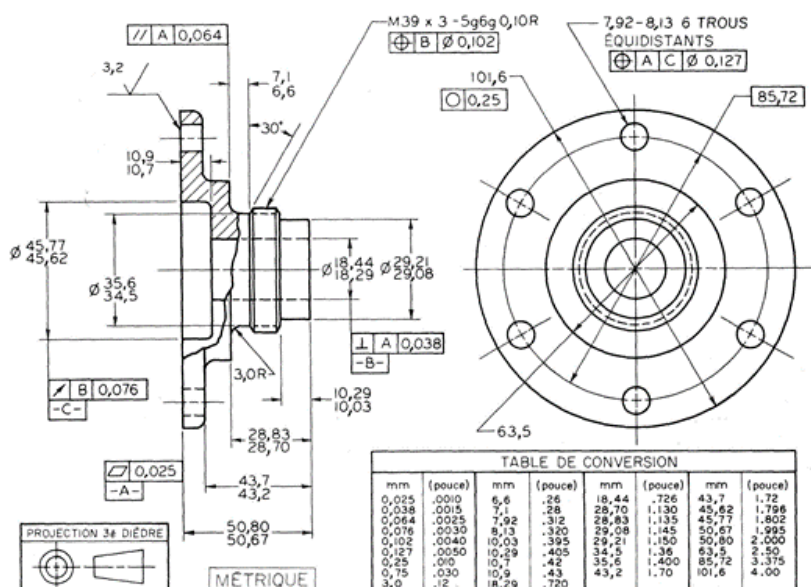 // A 0,064
M39 x 3 -5g6g 0,10R
⌖ B Ø 0,102
7,92-8,13 6 TROUS
ÉQUIDISTANTS
⌖ A C Ø 0,127
3,2
7,1
6,6
30°
101,6
○ 0,25
85,72
10,9
10,7
Ø 45,77
45,62
Ø 35,6
34,5
Ø 18,44
18,29
Ø 29,21
29,08
⊥ A 0,038
-B-
↗ B 0,076
-C-
3,0R
10,29
10,03
28,83
28,70
63,5
▱ 0,025
-A-
43,7
43,2
50,80
50,67
PROJECTION 3è DIÈDRE
MÉTRIQUE
TABLE DE CONVERSION
mm (pouce) mm (pouce) mm (pouce) mm (pouce)
0,025 .0010 6,6 .26 18,44 .726 43,7 1.72
0,038 .0015 7,1 .28 28,70 1.130 45,62 1.796
0,064 .0025 7,92 .312 28,83 1.135 45,77 1.802
0,076 .0030 8,13 .320 29,08 1.145 50,67 1.995
0,102 .0040 10,03 .395 29,21 1.150 50,80 2.000
0,127 .0050 10,29 .405 34,5 1.36 63,5 2.50
0,25 .010 10,7 .42 35,6 1.400 85,72 3.375
0,75 .030 10,9 .43 43,2 1.70 101,6 4.00
3,0 .12 18,29 .720